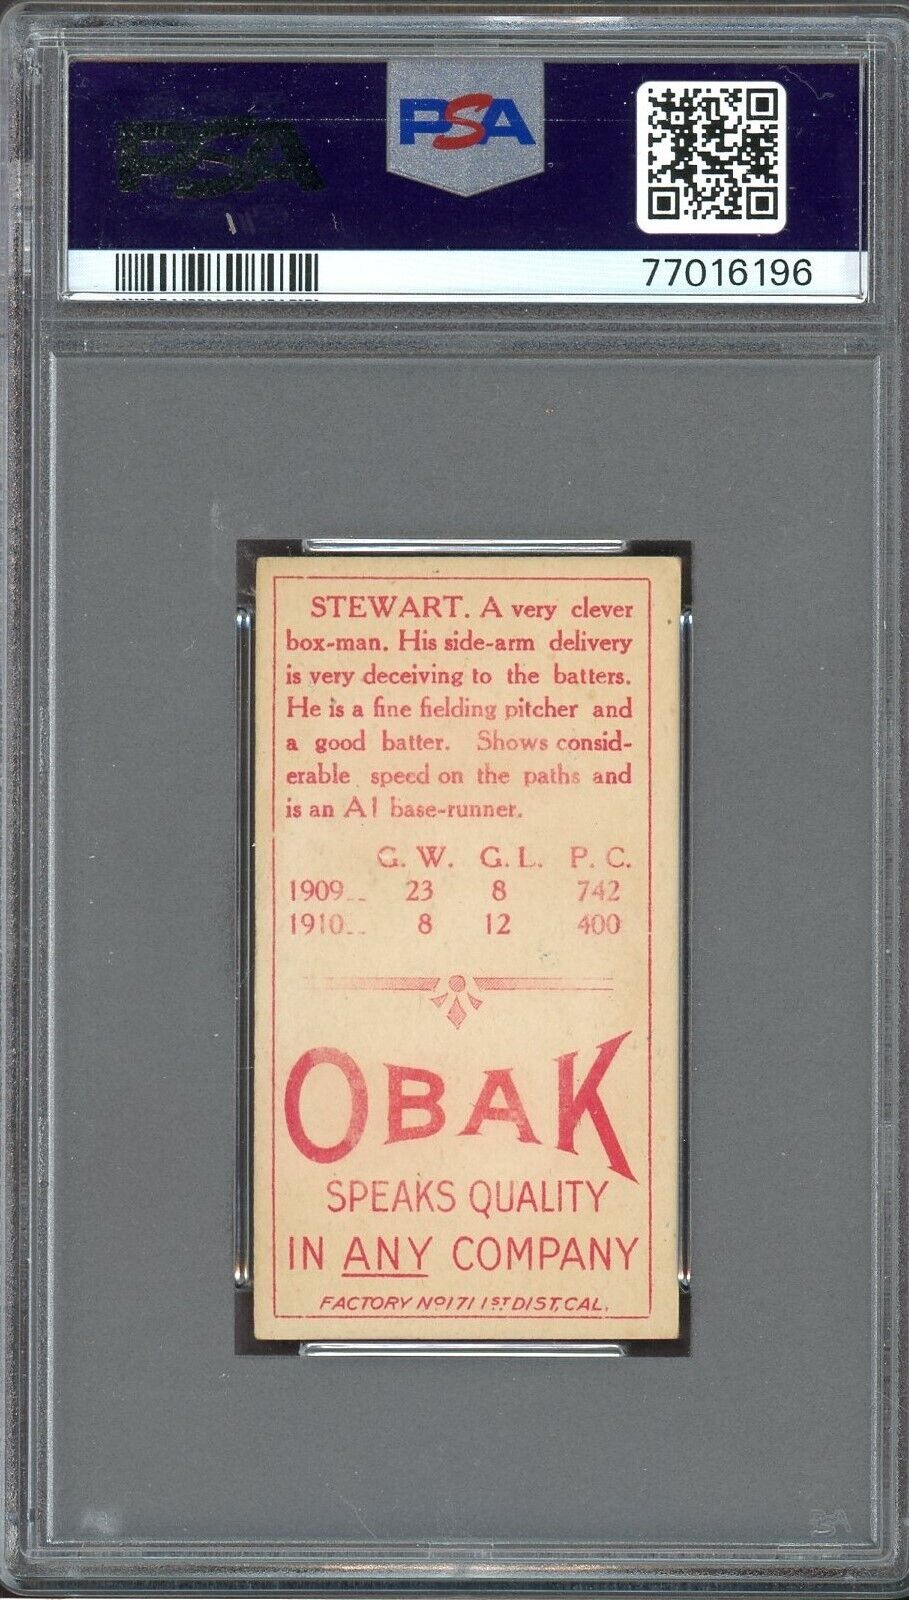 PSA
PSA
77016196
STEWART. A very clever
box-man. His side-arm delivery
is very deceiving to the batters.
He is a fine fielding pitcher and
a good batter. Shows consid-
erable speed on the paths and
is an A1 base-runner.
G. W. G. L. P. C.
1909.. 23 8 742
1910.. 8 12 400
OBAK
SPEAKS QUALITY
IN ANY COMPANY
FACTORY No 171 1ST DIST, CAL.
PSA